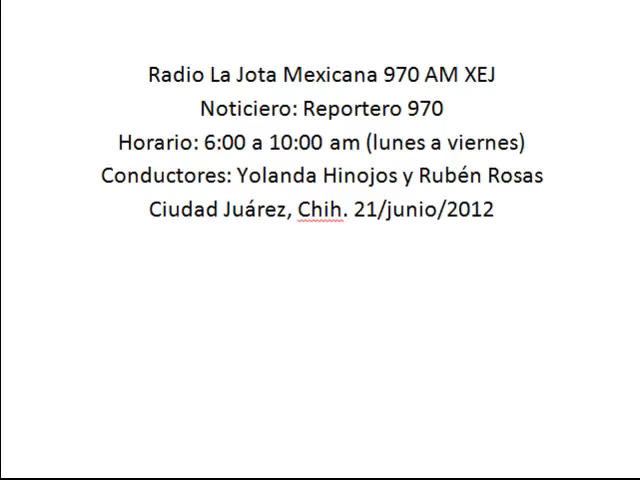 Radio La Jota Mexicana 970 AM XEJ
Noticiero: Reportero 970
Horario: 6:00 a 10:00 am (lunes a viernes)
Conductores: Yolanda Hinojos y Rubén Rosas
Ciudad Juárez, Chih. 21/junio/2012